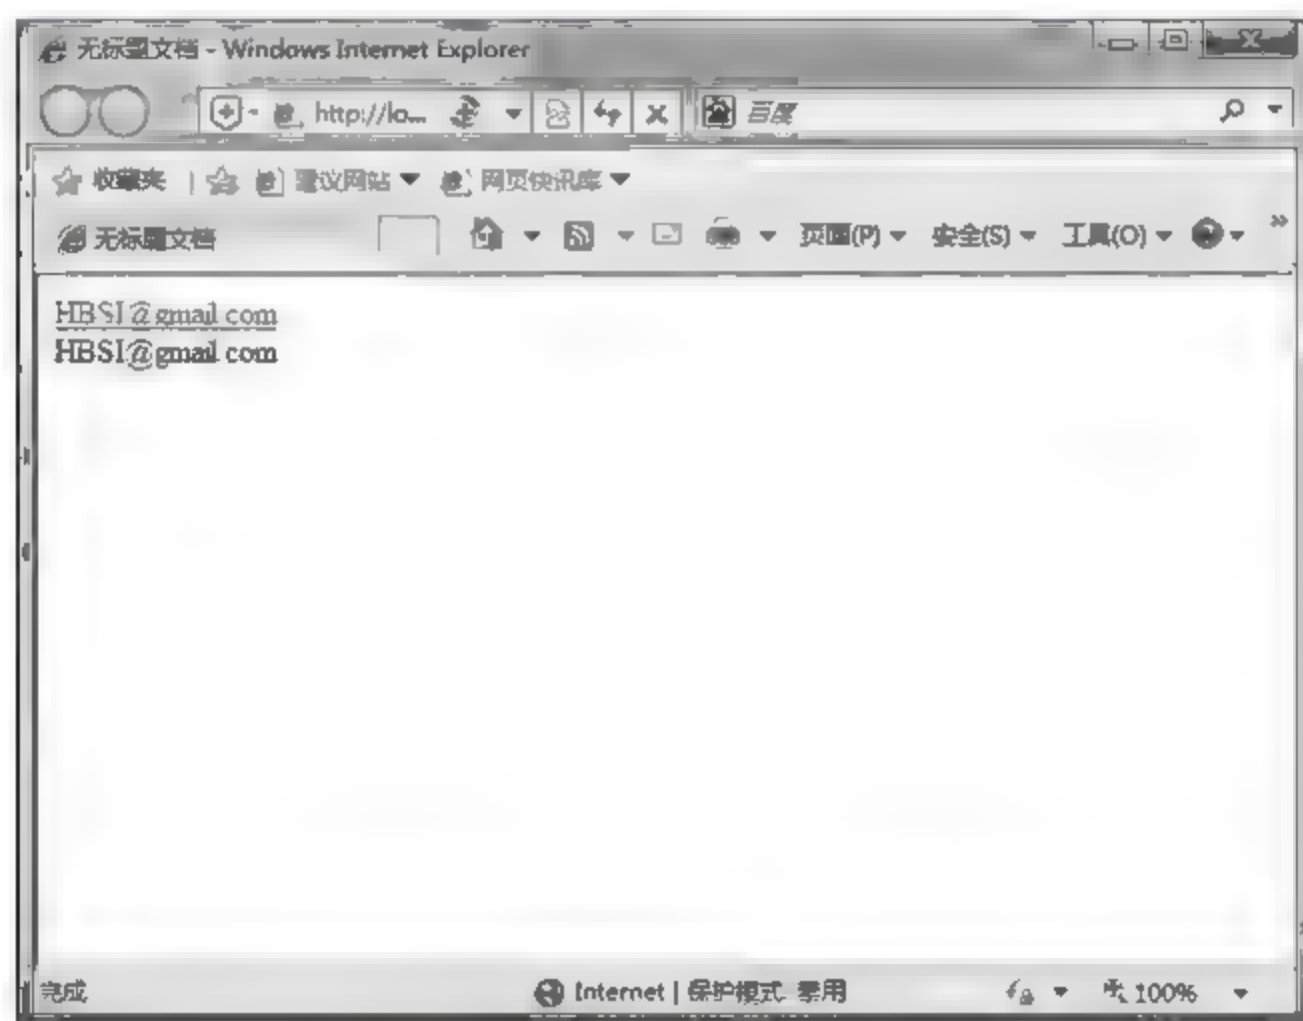 无标题文档 - Windows Internet Explorer
http://lo... 百度
收藏夹 建议网站 网页快讯库
无标题文档 页面(P) 安全(S) 工具(O)
HBSI@gmail com
HBSI@gmail com
完成 Internet | 保护模式 禁用 100%